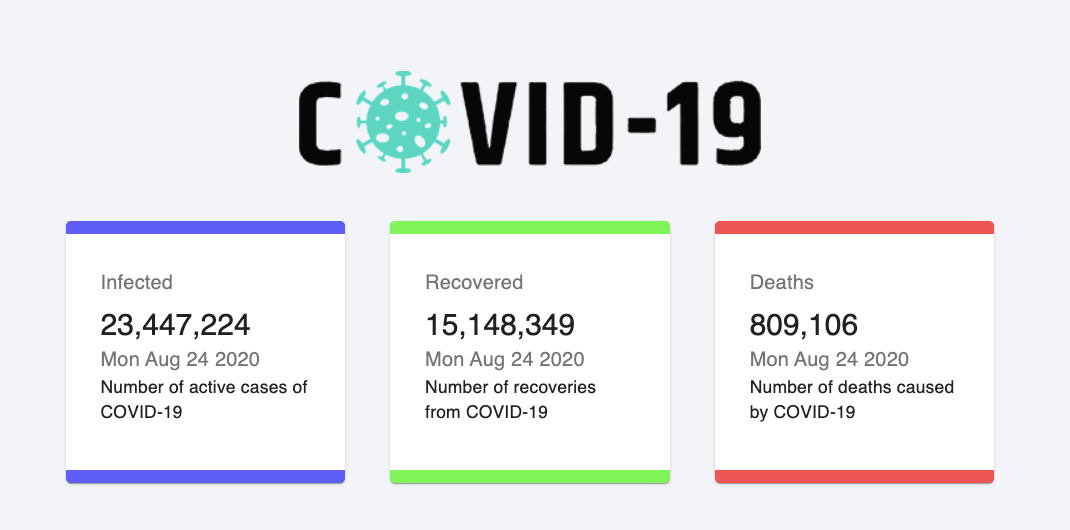 COVID-19
Infected
23,447,224
Mon Aug 24 2020
Number of active cases of
COVID-19
Recovered
15,148,349
Mon Aug 24 2020
Number of recoveries
from COVID-19
Deaths
809,106
Mon Aug 24 2020
Number of deaths caused
by COVID-19